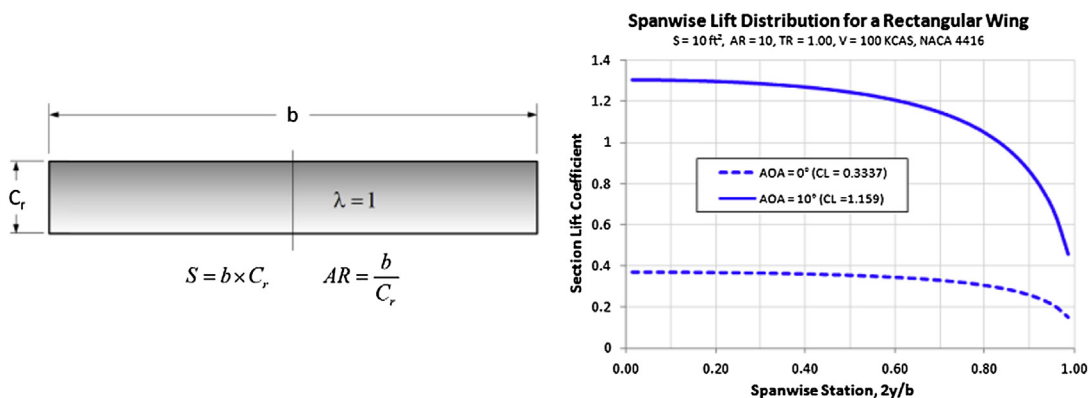 b
Cᵣ
λ = 1
S = b × Cᵣ
AR = b / Cᵣ
Spanwise Lift Distribution for a Rectangular Wing
S = 10 ft², AR = 10, TR = 1.00, V = 100 KCAS, NACA 4416
Section Lift Coefficient
1.4
1.2
1
0.8
0.6
0.4
0.2
0
AOA = 0° (CL = 0.3337)
AOA = 10° (CL =1.159)
0.00 0.20 0.40 0.60 0.80 1.00
Spanwise Station, 2y/b